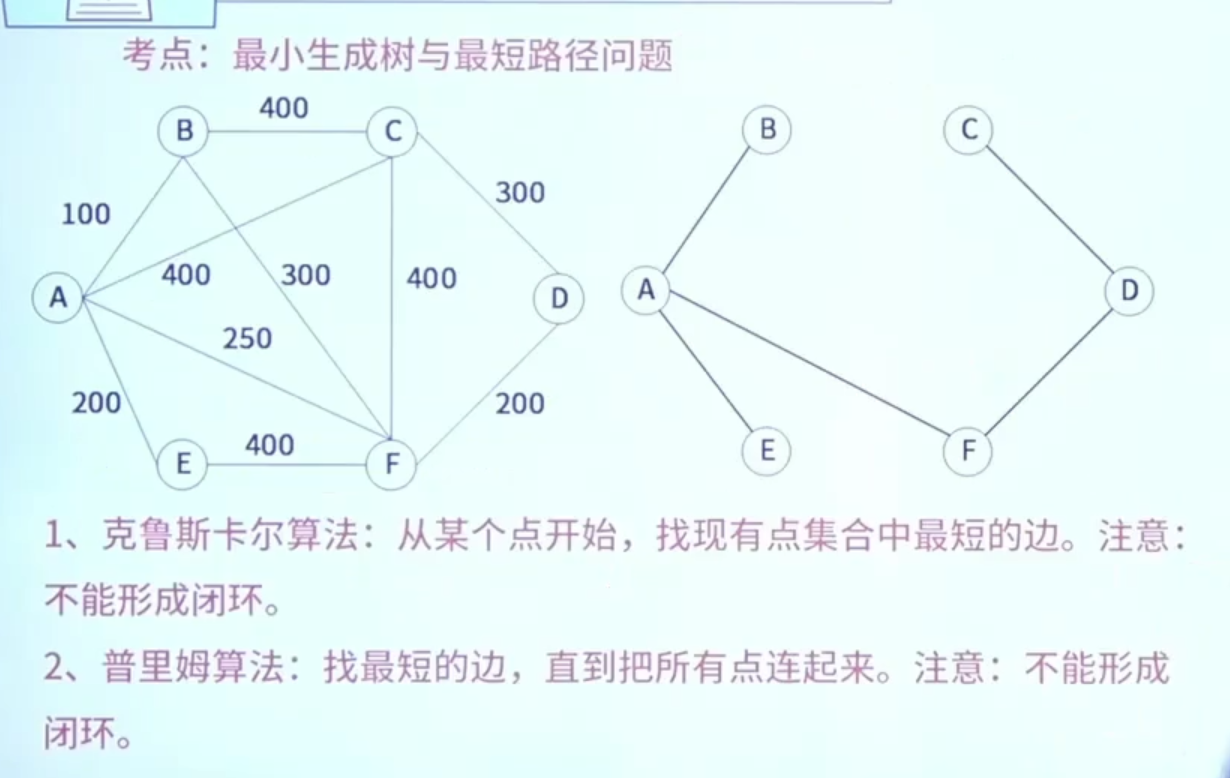 考点：最小生成树与最短路径问题
400
B
C
B
C
300
100
400
300
400
A
D
A
D
250
200
200
400
E
F
E
F
1、克鲁斯卡尔算法：从某个点开始，找现有点集合中最短的边。注意：
不能形成闭环。
2、普里姆算法：找最短的边，直到把所有点连起来。注意：不能形成
闭环。